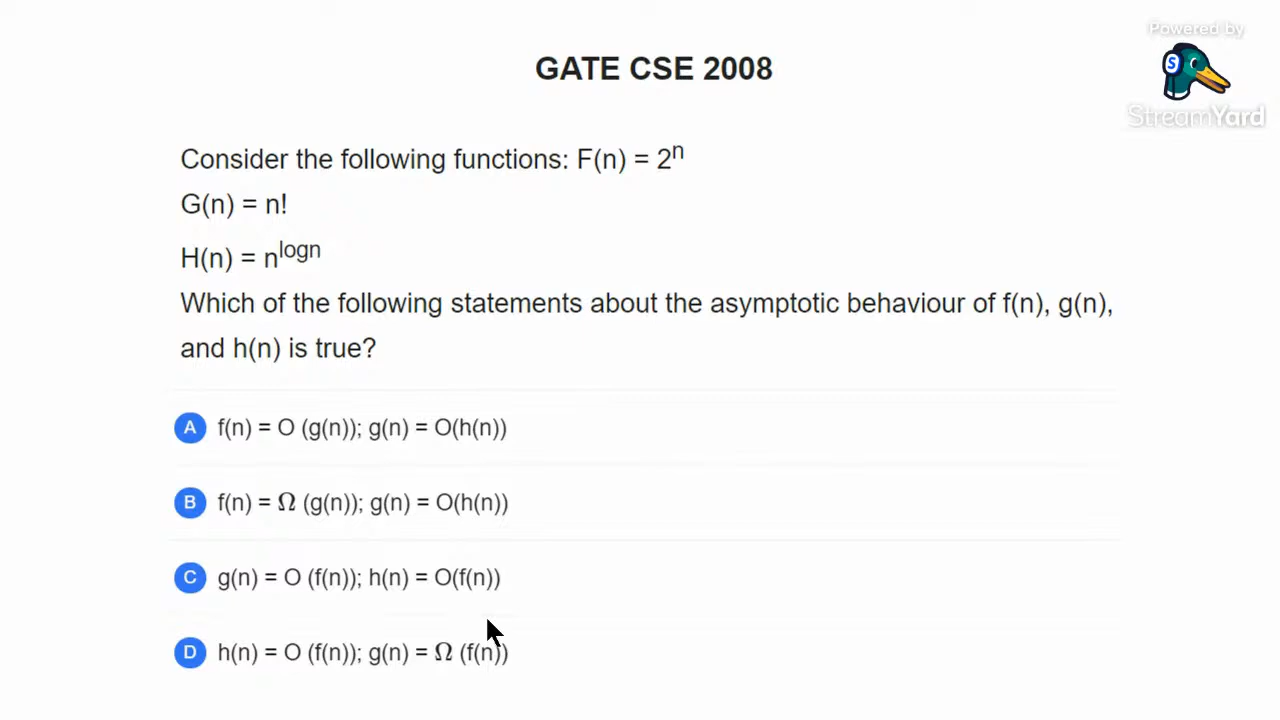 Powered by
S
StreamYard
GATE CSE 2008
Consider the following functions: F(n) = 2ⁿ
G(n) = n!
H(n) = n^logn
Which of the following statements about the asymptotic behaviour of f(n), g(n),
and h(n) is true?
A f(n) = O (g(n)); g(n) = O(h(n))
B f(n) = Ω (g(n)); g(n) = O(h(n))
C g(n) = O (f(n)); h(n) = O(f(n))
D h(n) = O (f(n)); g(n) = Ω (f(n))